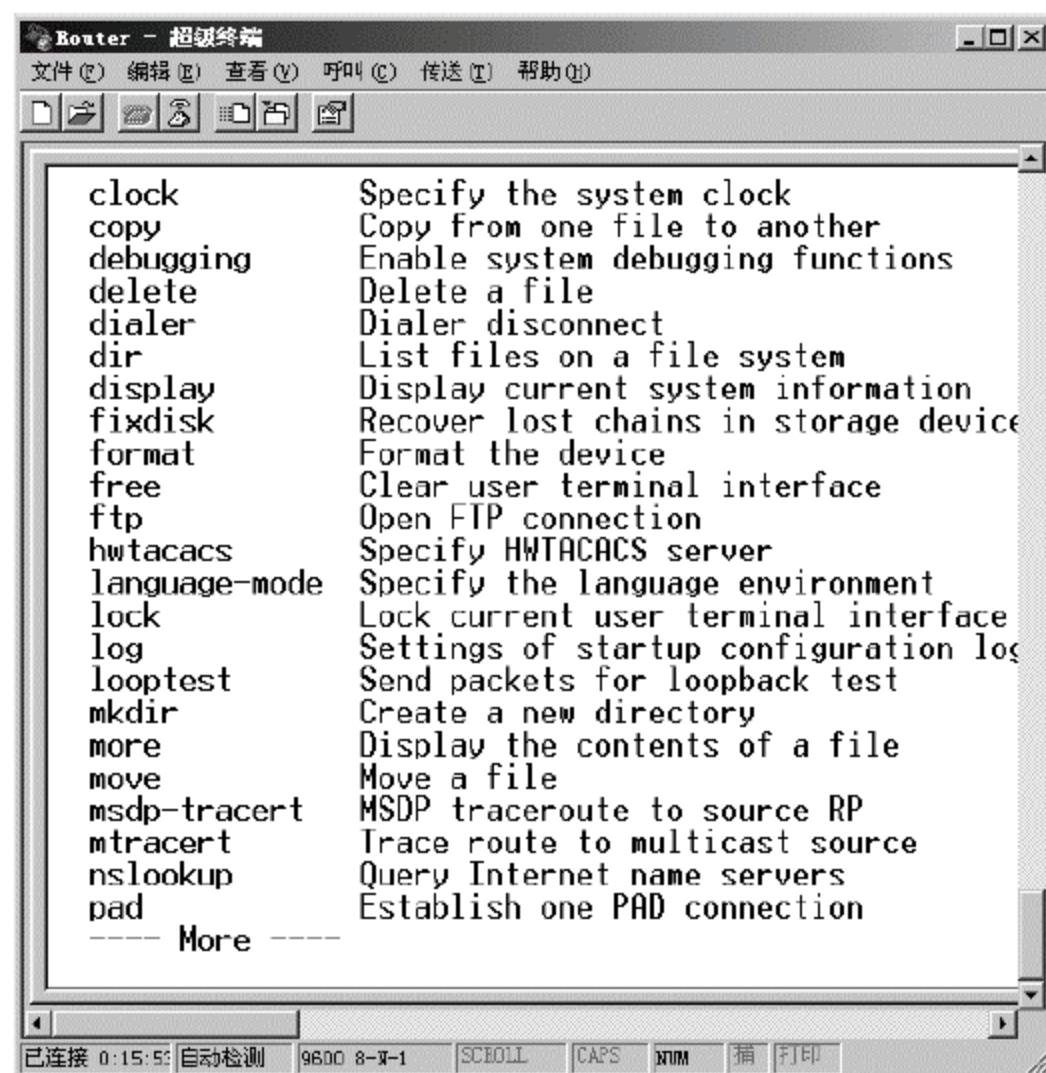 Router - 超级终端
文件(F) 编辑(E) 查看(V) 呼叫(C) 传送(T) 帮助(H)
clock Specify the system clock
copy Copy from one file to another
debugging Enable system debugging functions
delete Delete a file
dialer Dialer disconnect
dir List files on a file system
display Display current system information
fixdisk Recover lost chains in storage device
format Format the device
free Clear user terminal interface
ftp Open FTP connection
hwtacacs Specify HWTACACS server
language-mode Specify the language environment
lock Lock current user terminal interface
log Settings of startup configuration log
looptest Send packets for loopback test
mkdir Create a new directory
more Display the contents of a file
move Move a file
msdp-tracert MSDP traceroute to source RP
mtracert Trace route to multicast source
nslookup Query Internet name servers
pad Establish one PAD connection
---- More ----
已连接 0:15:53 自动检测 9600 8-N-1 SCROLL CAPS NUM 捕 打印